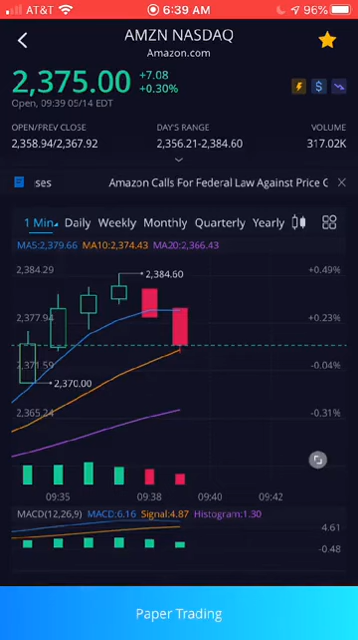 AT&T 6:39 AM 96%
AMZN NASDAQ
Amazon.com
2,375.00 +7.08
+0.30%
Open, 09:39 05/14 EDT
OPEN/PREV CLOSE DAY'S RANGE VOLUME
2,358.94/2,367.92 2,356.21-2,384.60 317.02K
ses Amazon Calls For Federal Law Against Price G
1 Min Daily Weekly Monthly Quarterly Yearly
MA5:2,379.66 MA10:2,374.43 MA20:2,366.43
2,384.29 2,384.60 +0.49%
2,377.94 +0.23%
2,371.59 -0.04%
2,370.00
2,365.24 -0.31%
09:35 09:38 09:40 09:42
MACD(12,26,9) MACD:6.16 Signal:4.87 Histogram:1.30
4.61
-0.48
Paper Trading